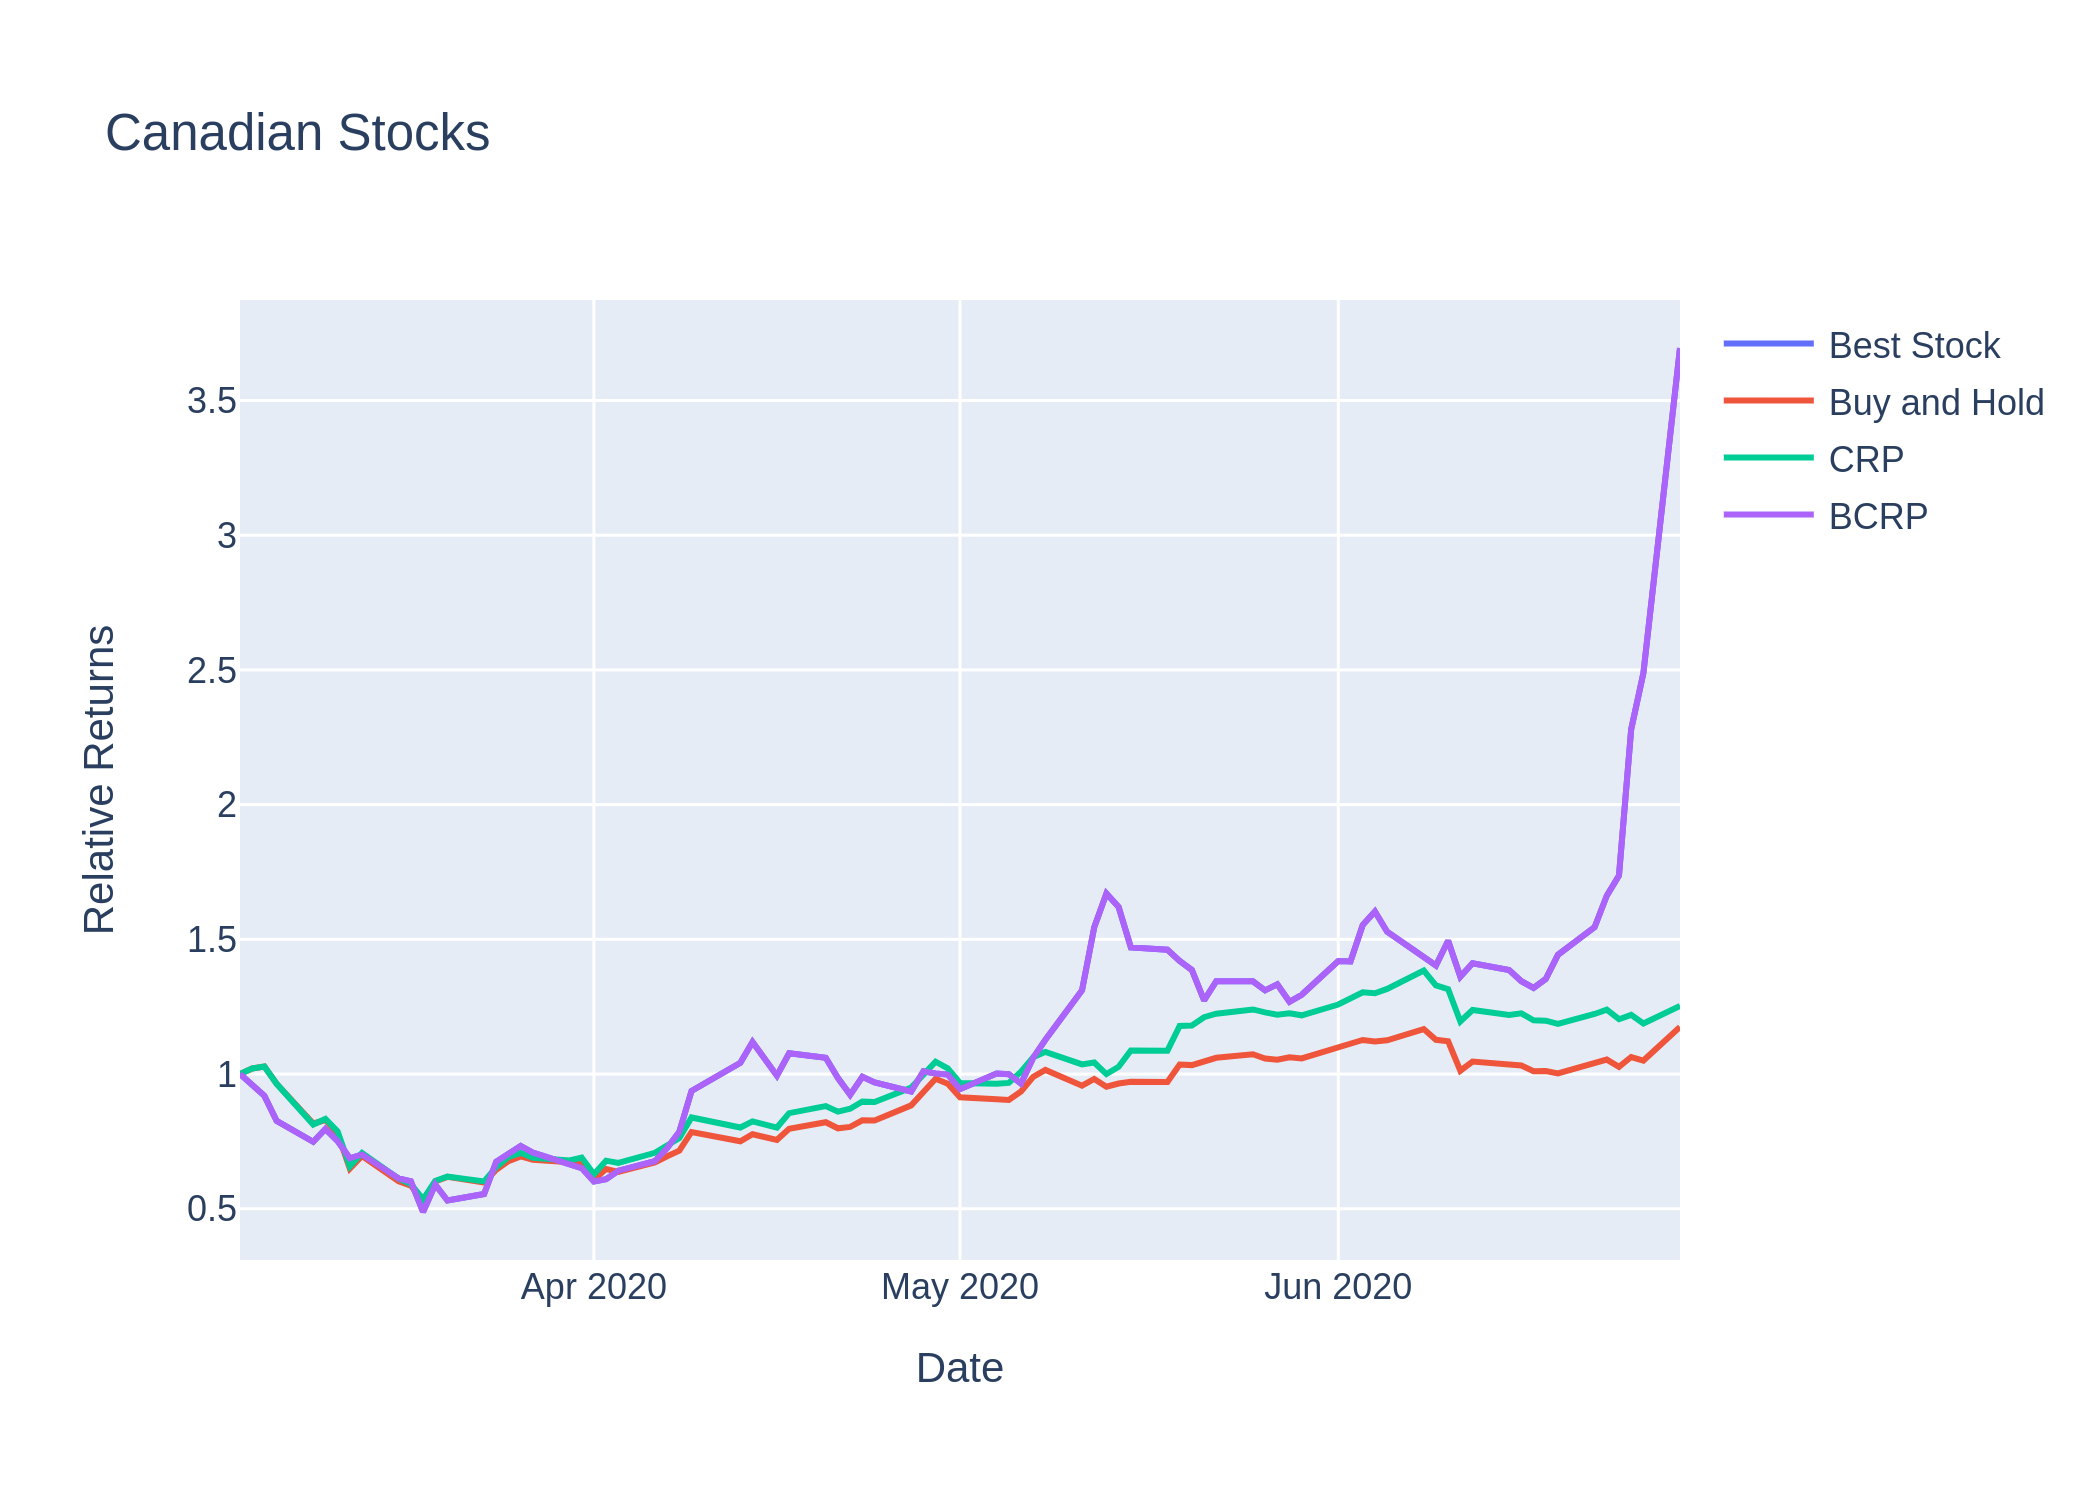 Canadian Stocks
Best Stock
Buy and Hold
CRP
BCRP
Relative Returns
3.5
3
2.5
2
1.5
1
0.5
Apr 2020
May 2020
Jun 2020
Date